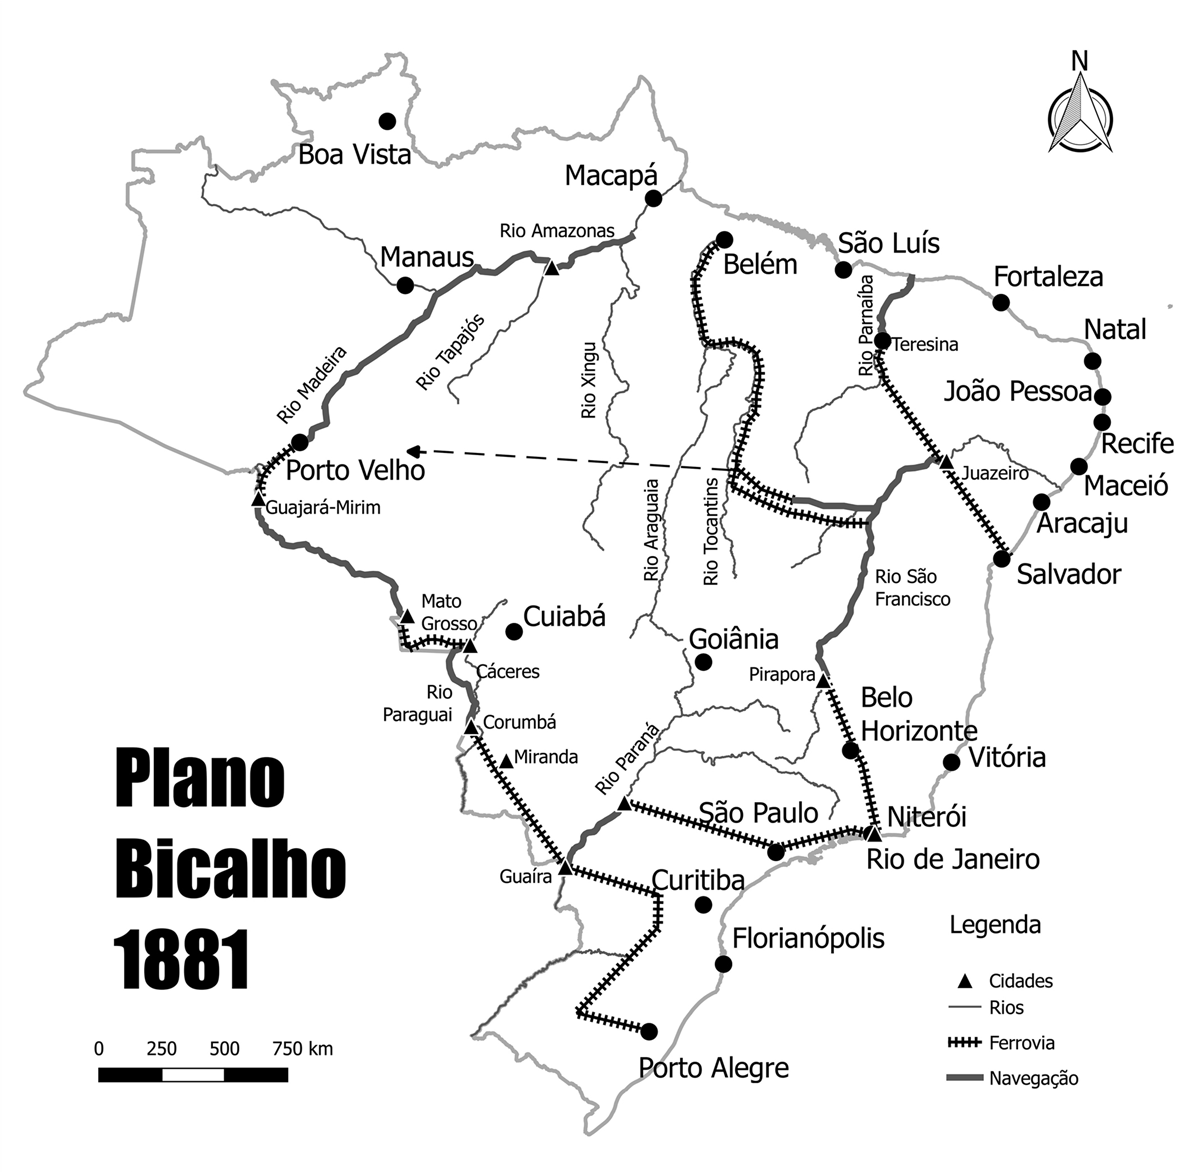 N
Boa Vista
Macapá
Rio Amazonas
Manaus
Belém
São Luís
Fortaleza
Rio Parnaíba
Teresina
Natal
João Pessoa
Recife
Maceió
Aracaju
Salvador
Juazeiro
Rio Tapajós
Rio Xingu
Rio Madeira
Porto Velho
Guajará-Mirim
Rio Araguaia
Rio Tocantins
Rio São
Francisco
Mato
Grosso
Cuiabá
Cáceres
Goiânia
Pirapora
Rio
Paraguai
Corumbá
Miranda
Rio Paraná
Belo
Horizonte
Vitória
São Paulo
Niterói
Rio de Janeiro
Guaíra
Curitiba
Florianópolis
Porto Alegre
Plano
Bicalho
1881
0 250 500 750 km
Legenda
Cidades
Rios
Ferrovia
Navegação